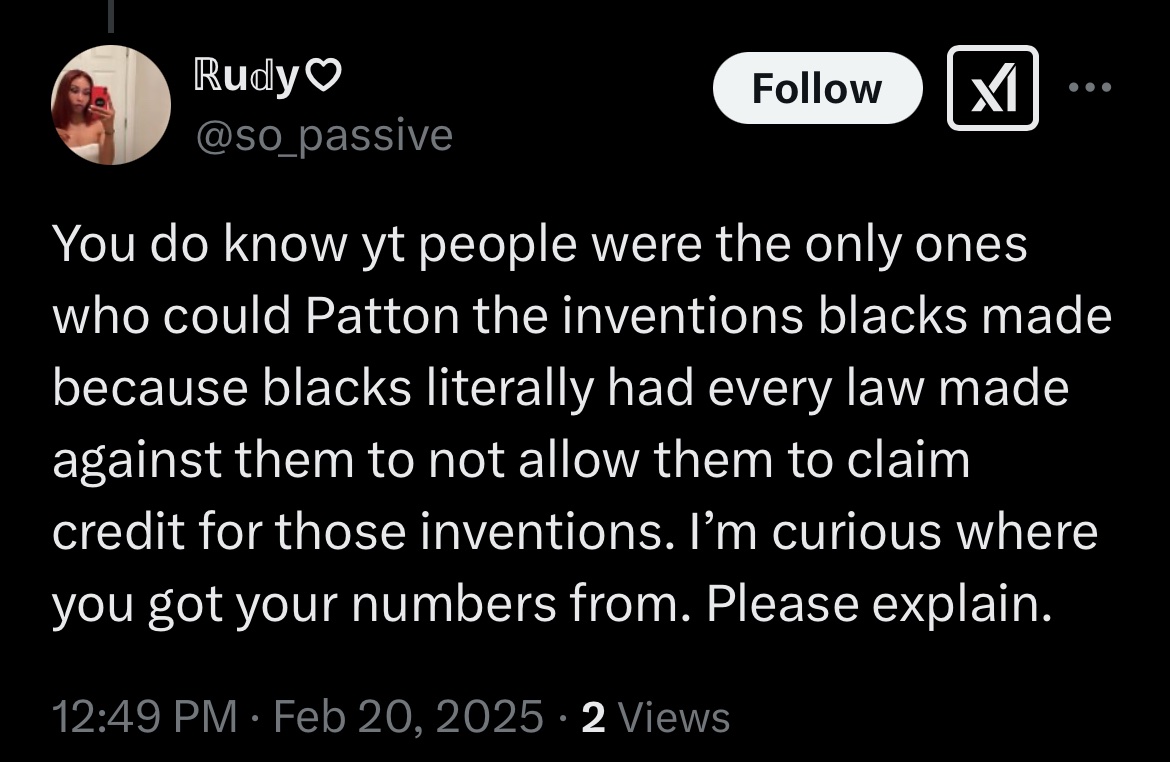 ℝu𝕕y♡
@so_passive
Follow
You do know yt people were the only ones
who could Patton the inventions blacks made
because blacks literally had every law made
against them to not allow them to claim
credit for those inventions. I’m curious where
you got your numbers from. Please explain.
12:49 PM · Feb 20, 2025 · 2 Views